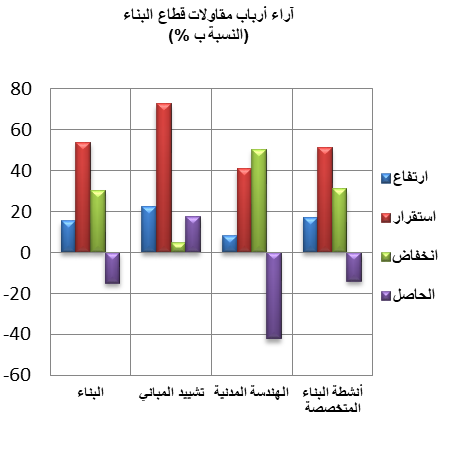 آراء أرباب مقاولات قطاع البناء
(النسبة ب %)
80
60
40
20
0
-20
-40
-60
البناء
تشييد المباني
الهندسة المدنية
أنشطة البناء
المتخصصة
ارتفاع
استقرار
انخفاض
الحاصل